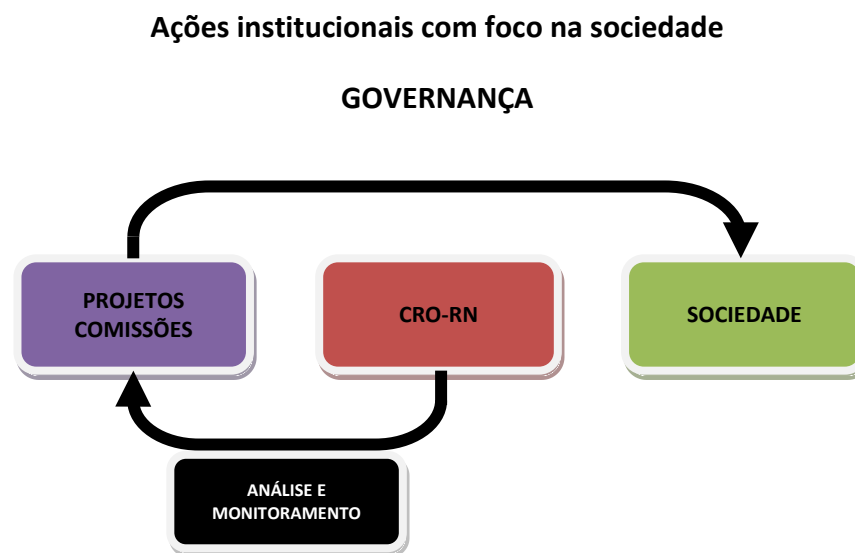 Ações institucionais com foco na sociedade
GOVERNANÇA
PROJETOS
COMISSÕES
CRO-RN
SOCIEDADE
ANÁLISE E
MONITORAMENTO